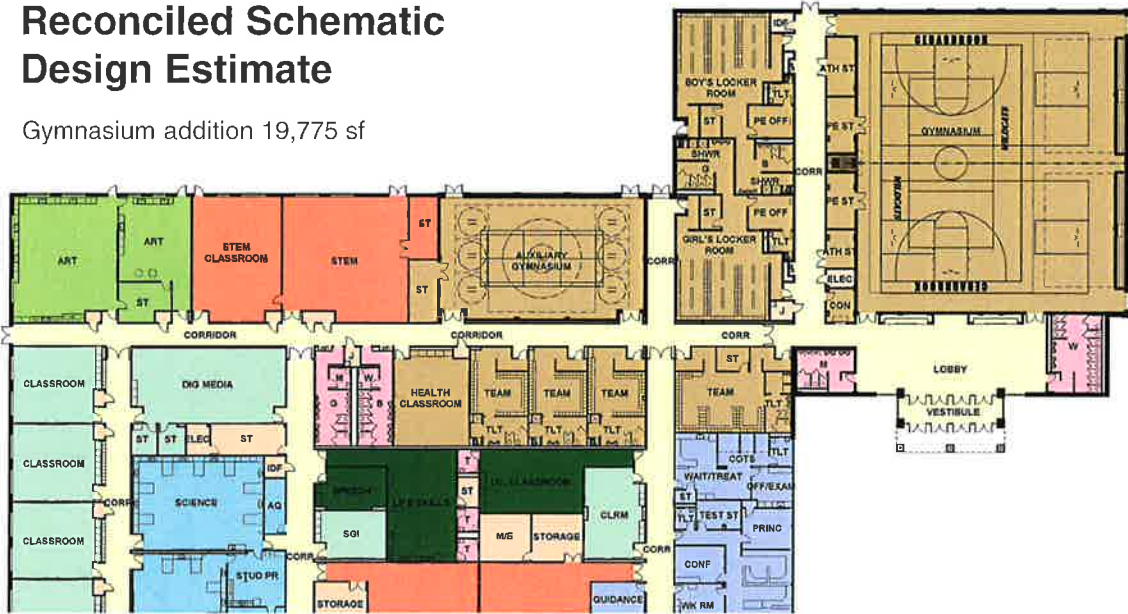 Reconciled Schematic
Design Estimate
Gymnasium addition 19,775 sf
IDF
BOY'S LOCKER
ROOM
TLT
ST
PE OFF
SHWR
G
B
SHWR
ST
PE OFF
GIRL'S LOCKER
ROOM
TLT
J
CORR
CORR
ATH ST
PE ST
PE ST
ATH ST
ELEC
CON
CEDARBROOK
GYMNASIUM
CEDARBROOK
ART
ART
ST
STEM
CLASSROOM
STEM
ST
ST
AUXILIARY
GYMNASIUM
CORRIDOR
CORRIDOR
CORR
LOBBY
VESTIBULE
M
W
CLASSROOM
DIG MEDIA
J
M
W
G
B
HEALTH
CLASSROOM
TEAM
TEAM
TEAM
TLT
TLT
TLT
ST
TEAM
TLT
ST
ST
ELEC
ST
CLASSROOM
CORR
SCIENCE
IDF
AQ
CLASSROOM
STUD PR
CORR
SPEECH
LIFE SKILLS
SGI
T
ST
T
T
I.S. CLASSROOM
CLRM
M/E
STORAGE
CORR
COTS
TLT
WAIT/TREAT
OFF/EXAM
ST
TLT
TEST ST
PRINC
CONF
WK RM
STORAGE
GUIDANCE